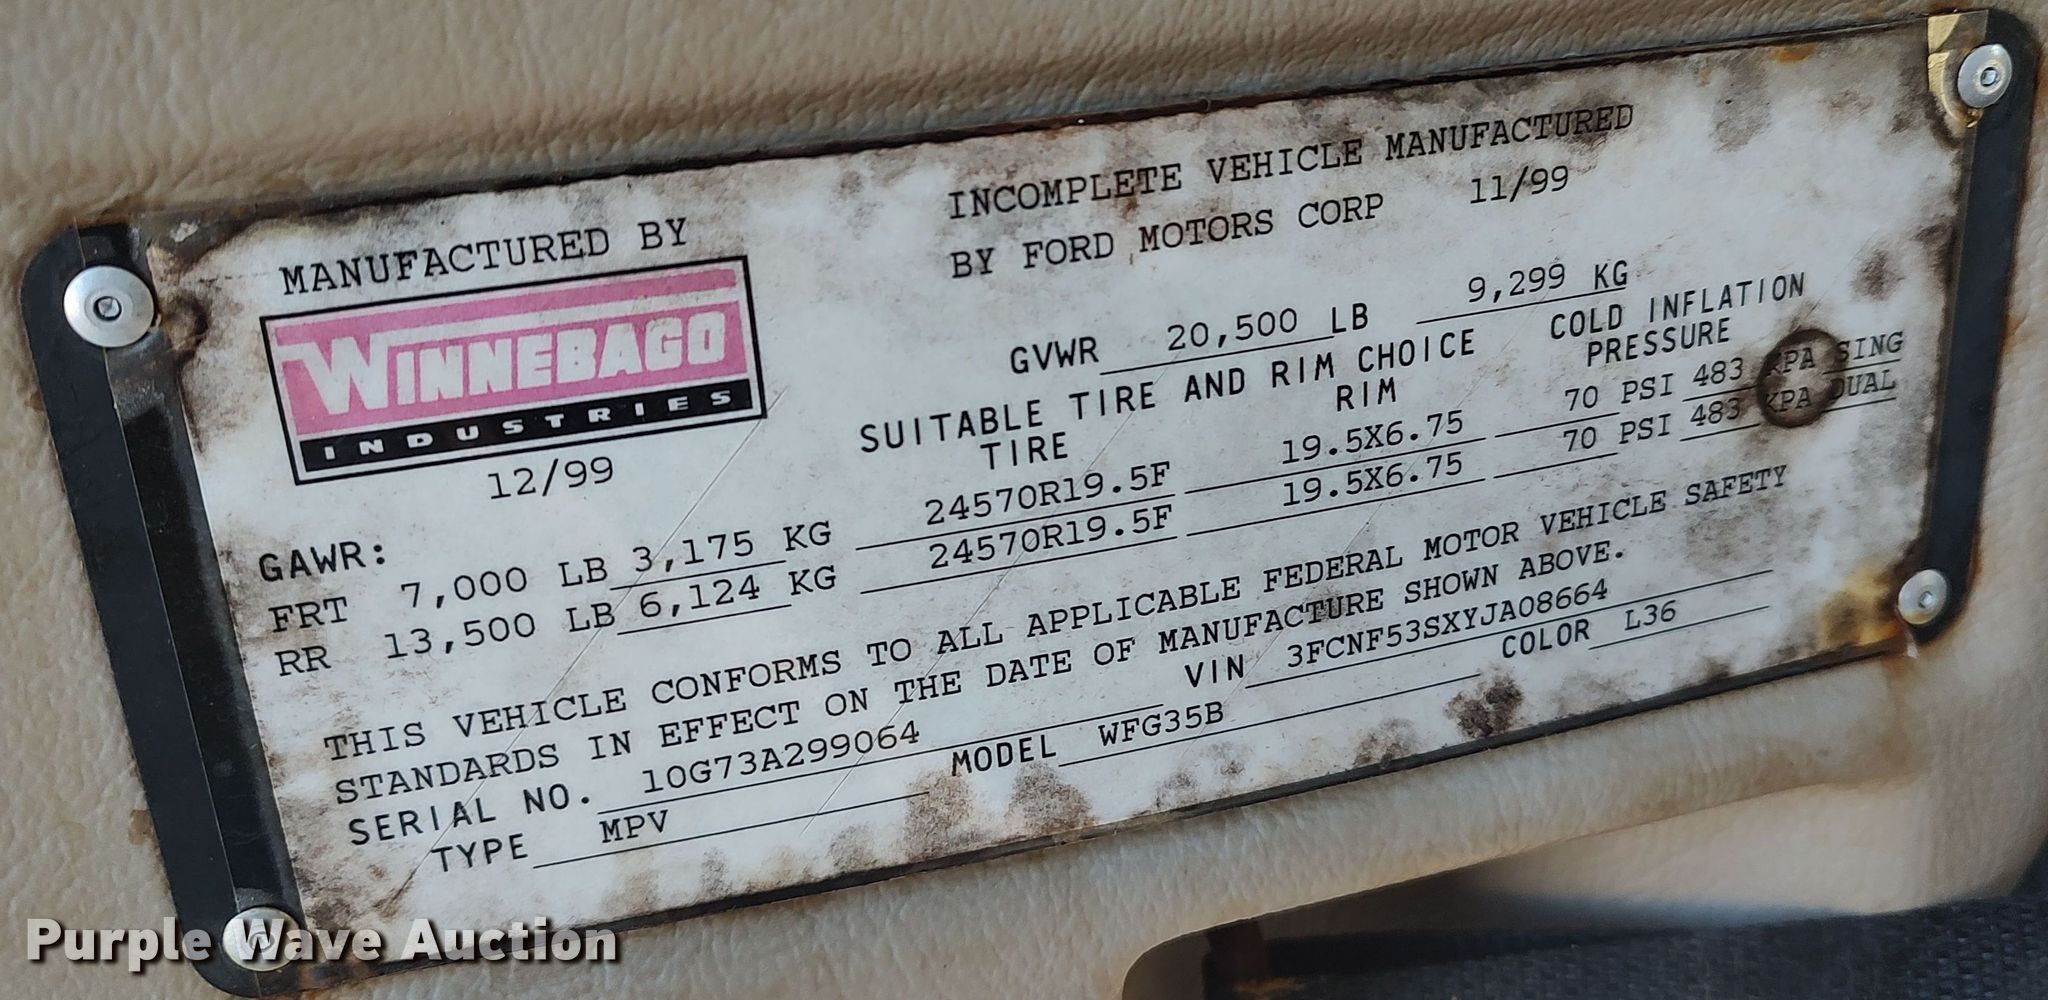 MANUFACTURED BY
WINNEBAGO
INDUSTRIES
12/99
INCOMPLETE VEHICLE MANUFACTURED
BY FORD MOTORS CORP 11/99
GVWR 20,500 LB 9,299 KG
SUITABLE TIRE AND RIM CHOICE
TIRE RIM COLD INFLATION
PRESSURE
GAWR:
FRT 7,000 LB 3,175 KG 24570R19.5F 19.5X6.75 70 PSI 483 KPA SING
RR 13,500 LB 6,124 KG 24570R19.5F 19.5X6.75 70 PSI 483 KPA DUAL
THIS VEHICLE CONFORMS TO ALL APPLICABLE FEDERAL MOTOR VEHICLE SAFETY
STANDARDS IN EFFECT ON THE DATE OF MANUFACTURE SHOWN ABOVE.
SERIAL NO. 10G73A299064 VIN 3FCNF53SXYJA08664
TYPE MPV MODEL WFG35B COLOR L36
Purple Wave Auction